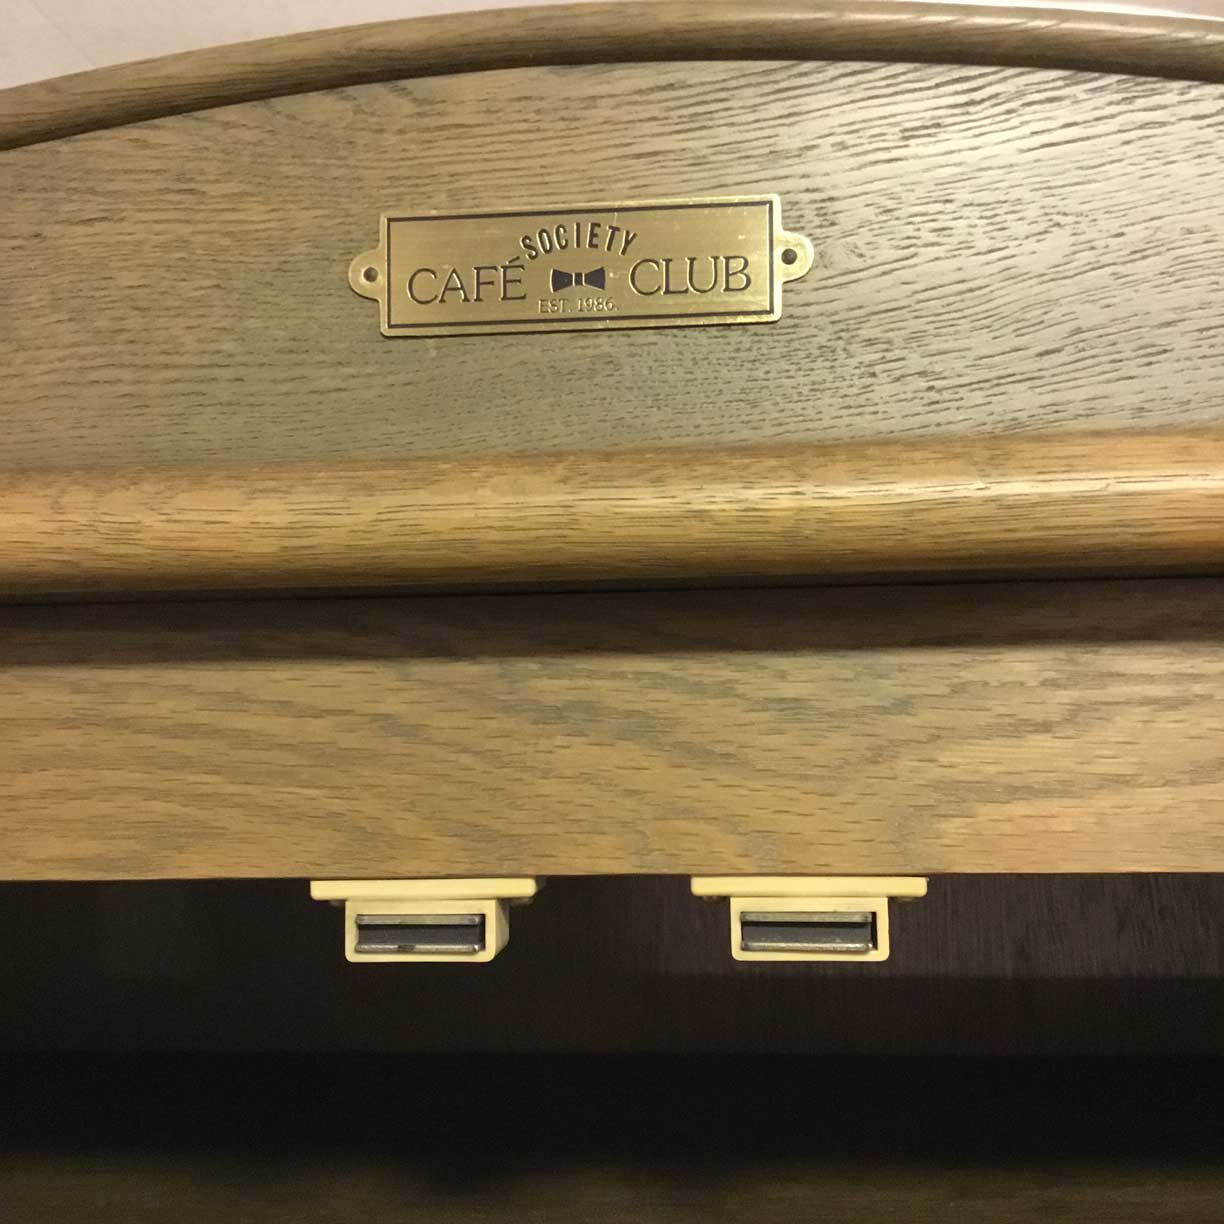 SOCIETY
CAFÉ CLUB
EST. 1986.